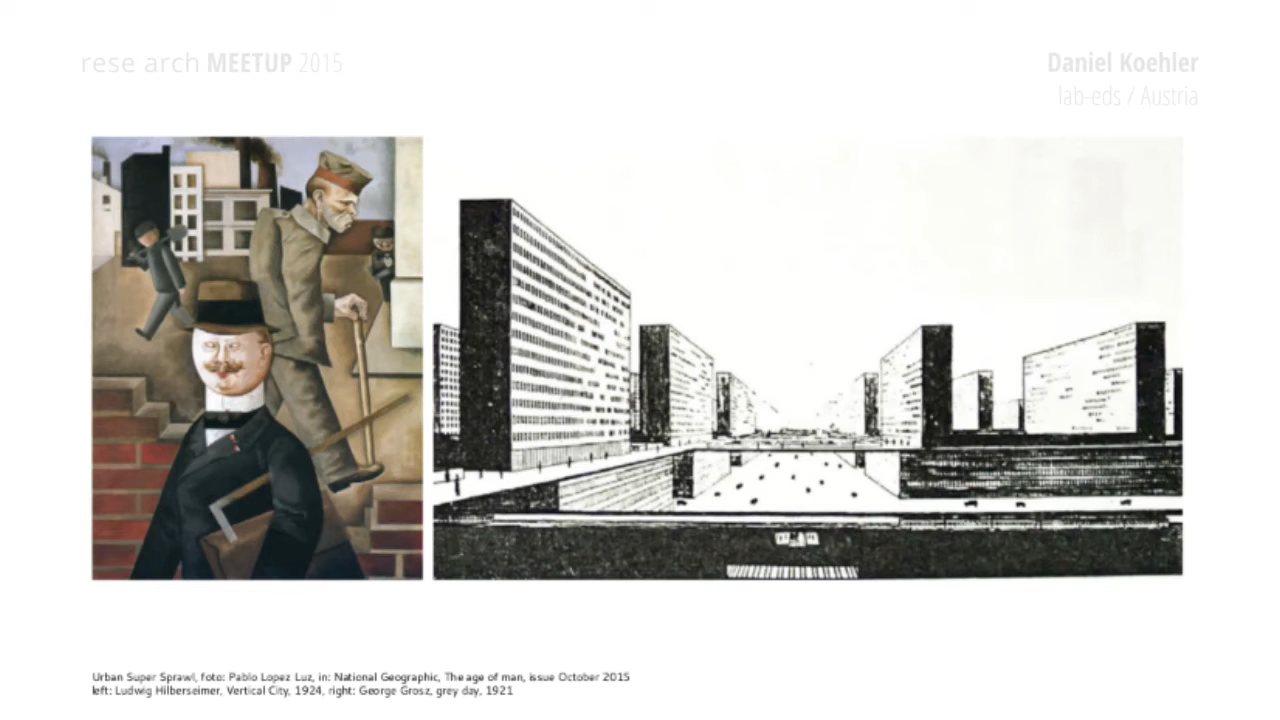 rese arch MEETUP 2015
Daniel Koehler
lab-eds / Austria
Urban Super Sprawl, foto: Pablo Lopez Luz, in: National Geographic, The age of man, issue October 2015
left: Ludwig Hilberseimer, Vertical City, 1924, right: George Grosz, grey day, 1921